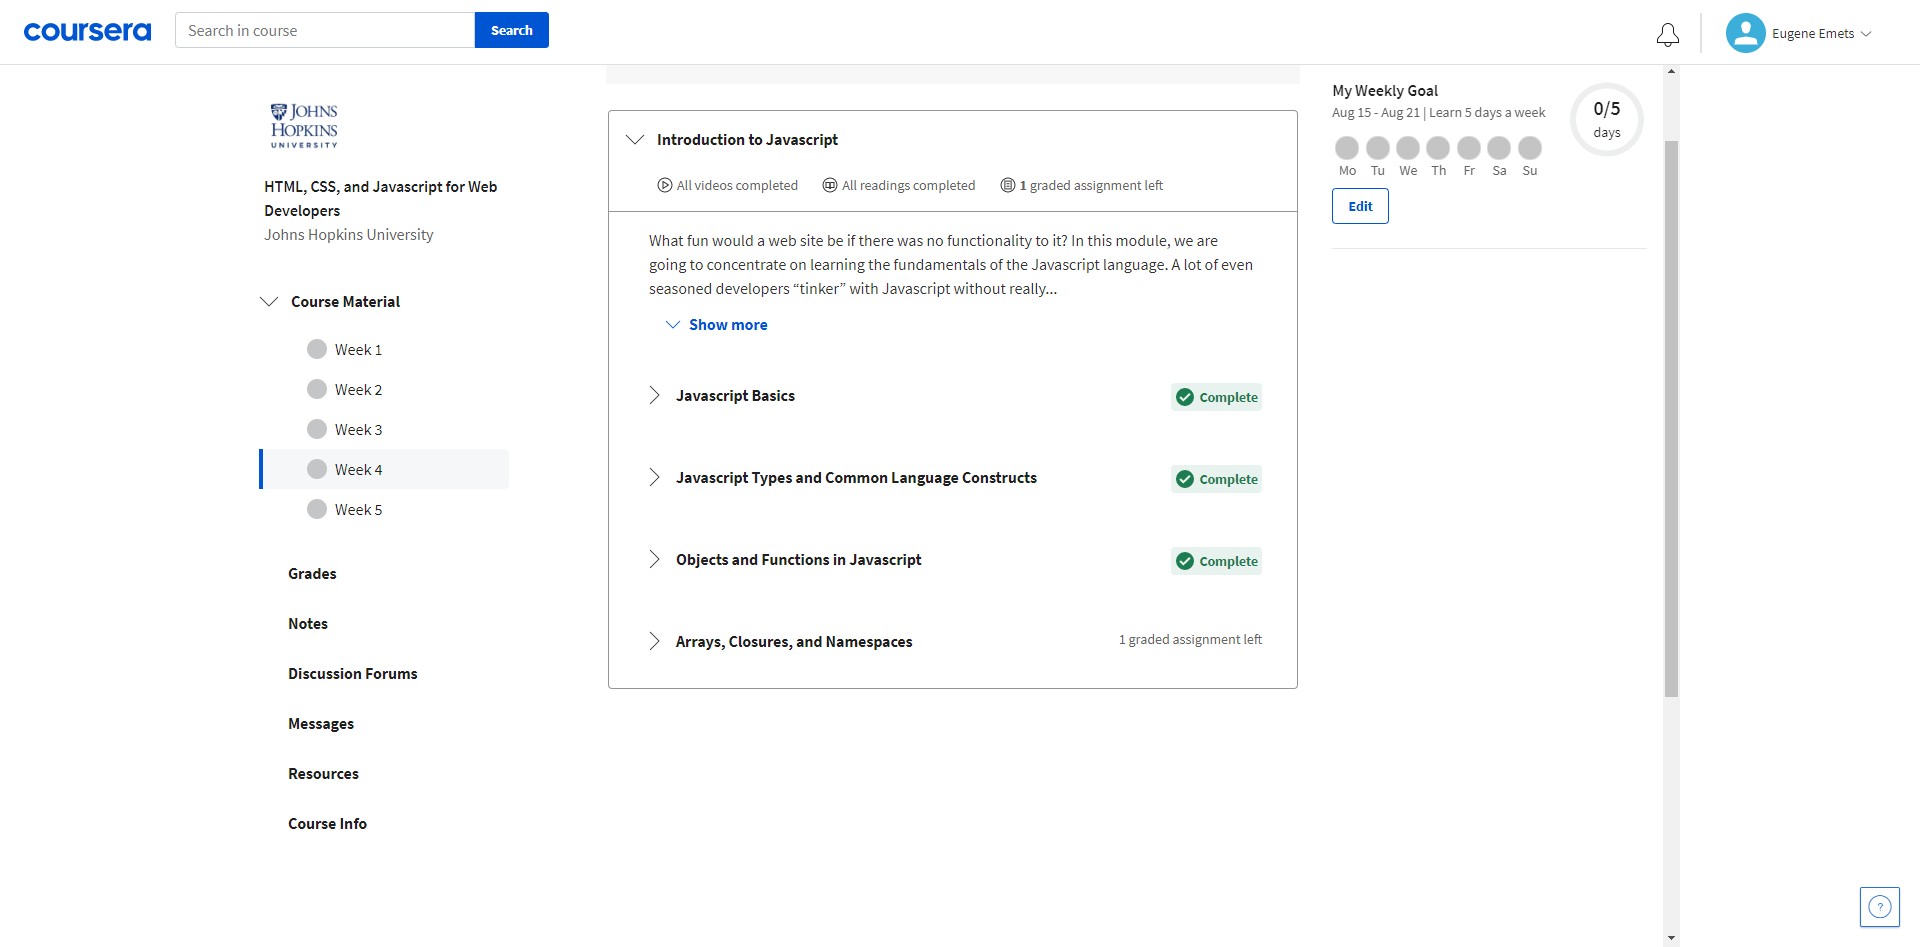 coursera
Search in course
Search
Eugene Emets
JOHNS
HOPKINS
UNIVERSITY
HTML, CSS, and Javascript for Web
Developers
Johns Hopkins University
Course Material
Week 1
Week 2
Week 3
Week 4
Week 5
Grades
Notes
Discussion Forums
Messages
Resources
Course Info
Introduction to Javascript
All videos completed All readings completed 1 graded assignment left
What fun would a web site be if there was no functionality to it? In this module, we are
going to concentrate on learning the fundamentals of the Javascript language. A lot of even
seasoned developers “tinker” with Javascript without really...
Show more
Javascript Basics Complete
Javascript Types and Common Language Constructs Complete
Objects and Functions in Javascript Complete
Arrays, Closures, and Namespaces 1 graded assignment left
My Weekly Goal
Aug 15 - Aug 21 | Learn 5 days a week
0/5
days
Mo Tu We Th Fr Sa Su
Edit
?